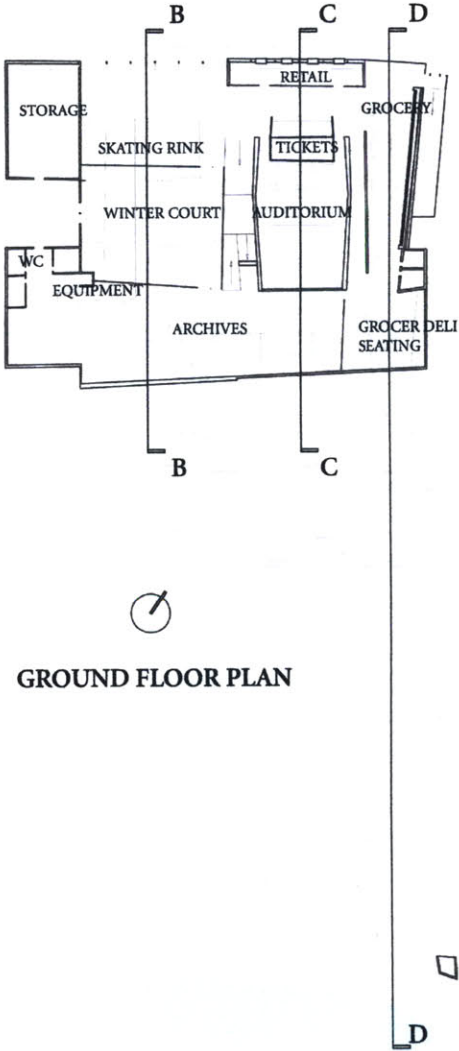 B
C
D
RETAIL
STORAGE
GROCERY
SKATING RINK
TICKETS
WINTER COURT
AUDITORIUM
WC
EQUIPMENT
ARCHIVES
GROCER DELI
SEATING
B
C
GROUND FLOOR PLAN
D